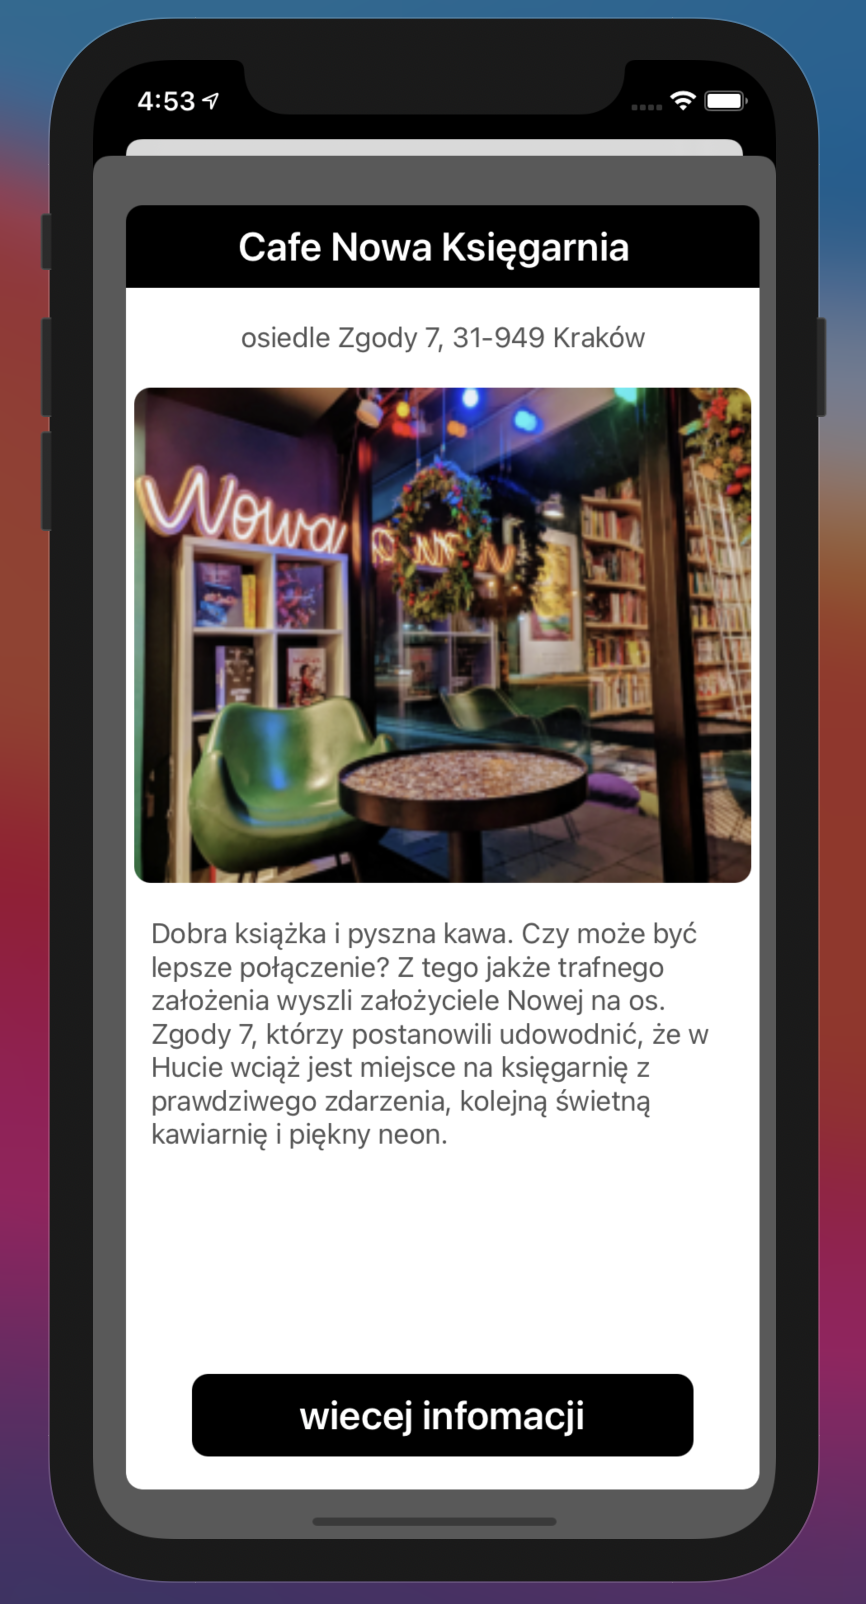 4:53
Cafe Nowa Księgarnia
osiedle Zgody 7, 31-949 Kraków
Wowa
Dobra książka i pyszna kawa. Czy może być
lepsze połączenie? Z tego jakże trafnego
założenia wyszli założyciele Nowej na os.
Zgody 7, którzy postanowili udowodnić, że w
Hucie wciąż jest miejsce na księgarnię z
prawdziwego zdarzenia, kolejną świetną
kawiarnię i piękny neon.
wiecej infomacji